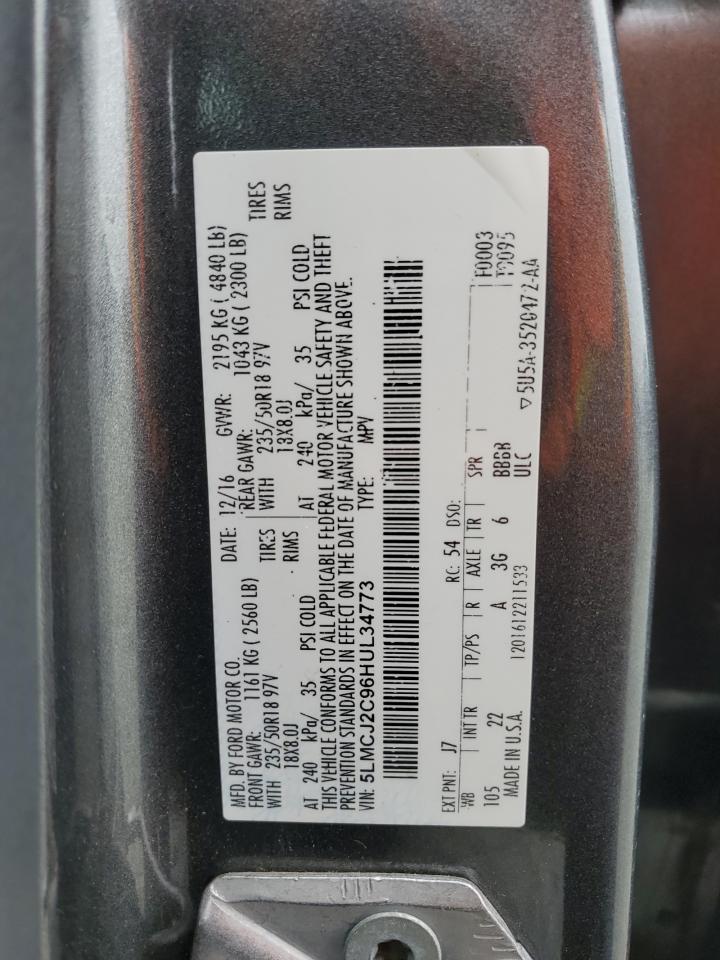 MFD. BY FORD MOTOR CO.
DATE: 12/16 GVWR: 2195 KG ( 4840 LB)
FRONT GAWR: 1161 KG ( 2560 LB) REAR GAWR: 1043 KG ( 2300 LB)
WITH 235/50R18 97V TIRES WITH 235/50R18 97V TIRES
18X8.0J RIMS 18X8.0J RIMS
AT 240 kPa/ 35 PSI COLD AT 240 kPa/ 35 PSI COLD
THIS VEHICLE CONFORMS TO ALL APPLICABLE FEDERAL MOTOR VEHICLE SAFETY AND THEFT
PREVENTION STANDARDS IN EFFECT ON THE DATE OF MANUFACTURE SHOWN ABOVE.
VIN: 5LMCJ2C96HUL34773 TYPE: MPV
EXT PNT: J7 RC: 54 DSO: F0003
WB INT TR TP/PS R AXLE TR SPR T0095
105 22 A 3G 6 BBGB
MADE IN U.S.A. 1201612211533 ULC
▽5U5A-3520472-AA